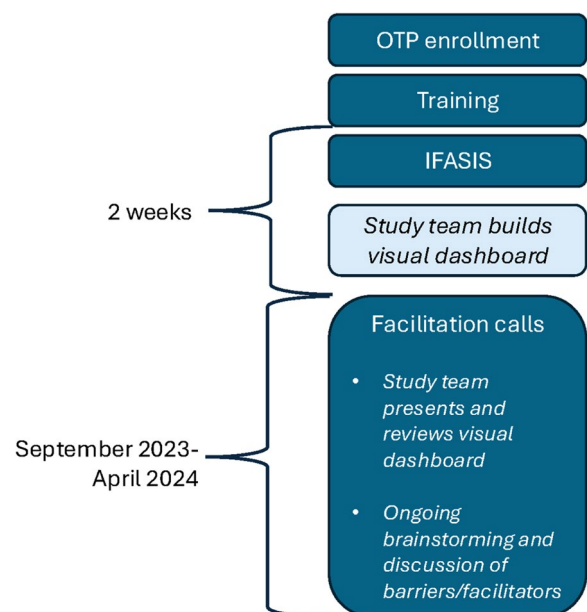 OTP enrollment
Training
IFASIS
2 weeks
Study team builds
visual dashboard
Facilitation calls
• Study team
presents and
reviews visual
dashboard
September 2023-
April 2024
• Ongoing
brainstorming and
discussion of
barriers/facilitators